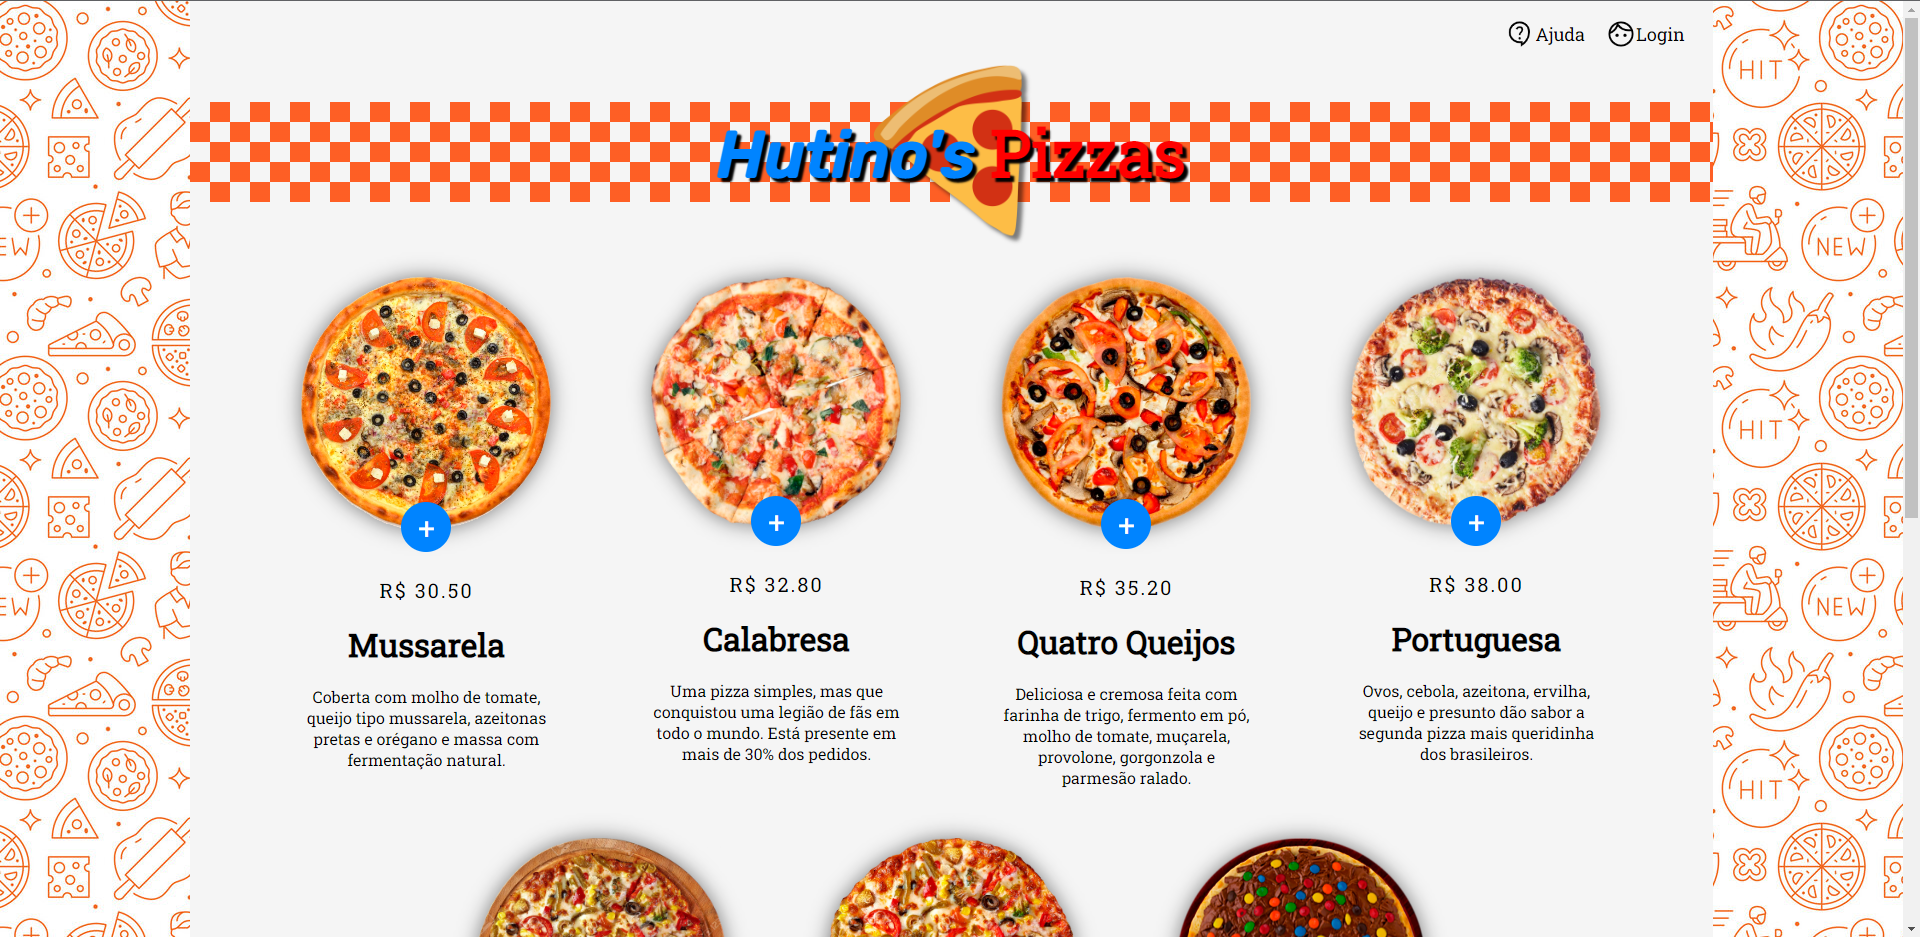 Ajuda
Login
Hutino's Pizzas
HIT
HIT
NEW
NEW
HIT
NEW
NEW
HIT
+
+
+
+
R$ 30.50
R$ 32.80
R$ 35.20
R$ 38.00
Mussarela
Calabresa
Quatro Queijos
Portuguesa
Coberta com molho de tomate,
queijo tipo mussarela, azeitonas
pretas e orégano e massa com
fermentação natural.
Uma pizza simples, mas que
conquistou uma legião de fãs em
todo o mundo. Está presente em
mais de 30% dos pedidos.
Deliciosa e cremosa feita com
farinha de trigo, fermento em pó,
molho de tomate, muçarela,
provolone, gorgonzola e
parmesão ralado.
Ovos, cebola, azeitona, ervilha,
queijo e presunto dão sabor a
segunda pizza mais queridinha
dos brasileiros.